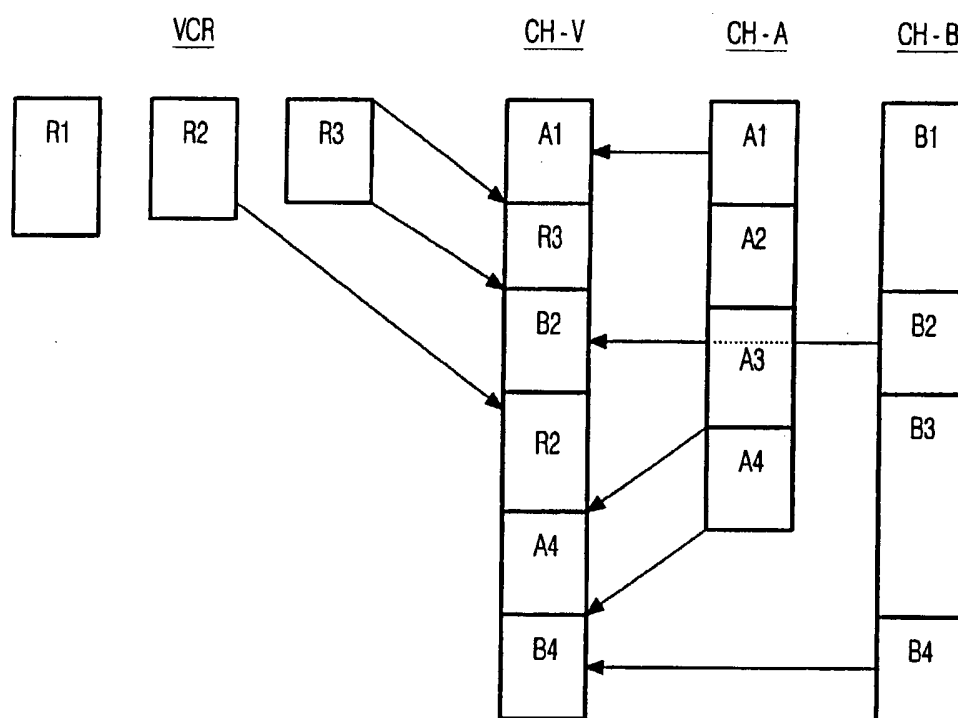 VCR CH - V CH - A CH - B
R1 R2 R3 A1 A1 B1
R3 A2
B2 A3 B2
R2 A4 B3
A4
B4 B4